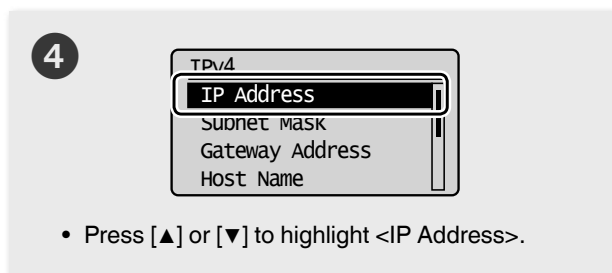 4
IPv4
IP Address
Subnet Mask
Gateway Address
Host Name
• Press [▲] or [▼] to highlight <IP Address>.